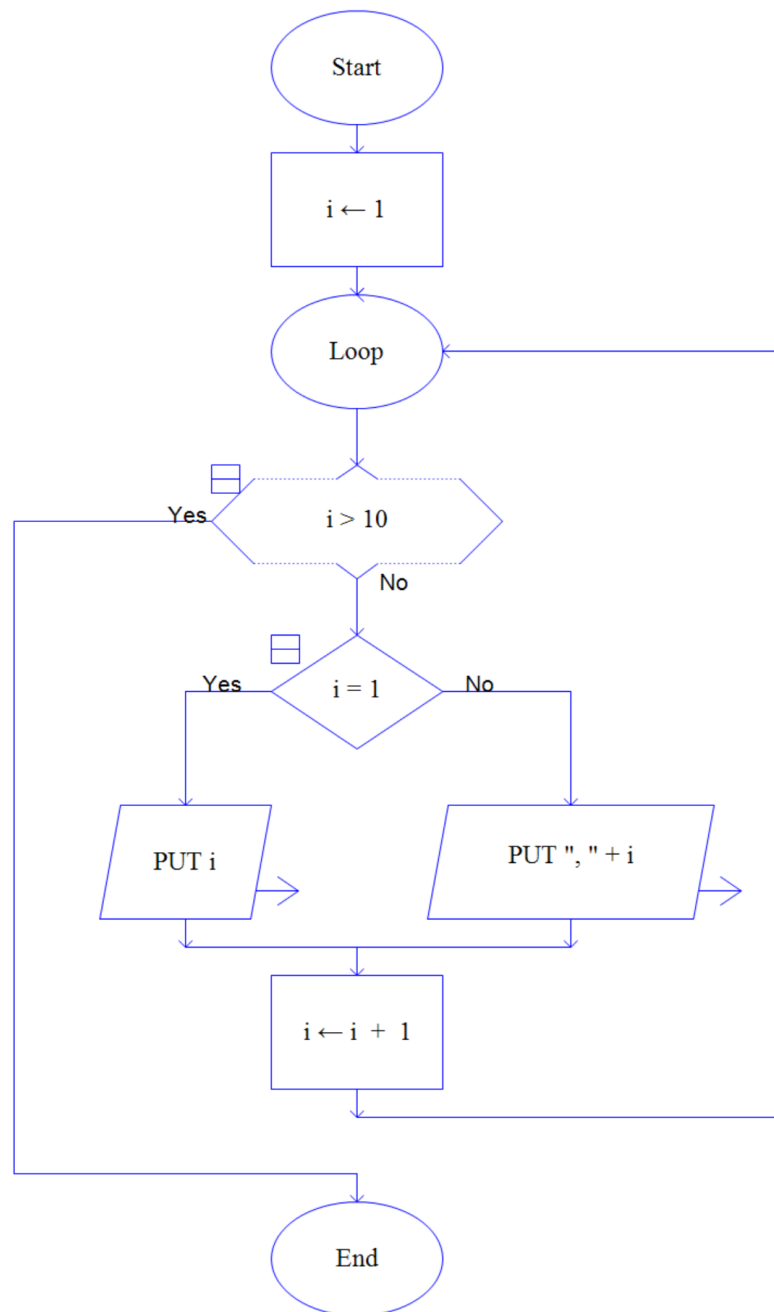 Start
i ← 1
Loop
i > 10
Yes
No
i = 1
Yes
No
PUT i
PUT ", " + i
i ← i + 1
End